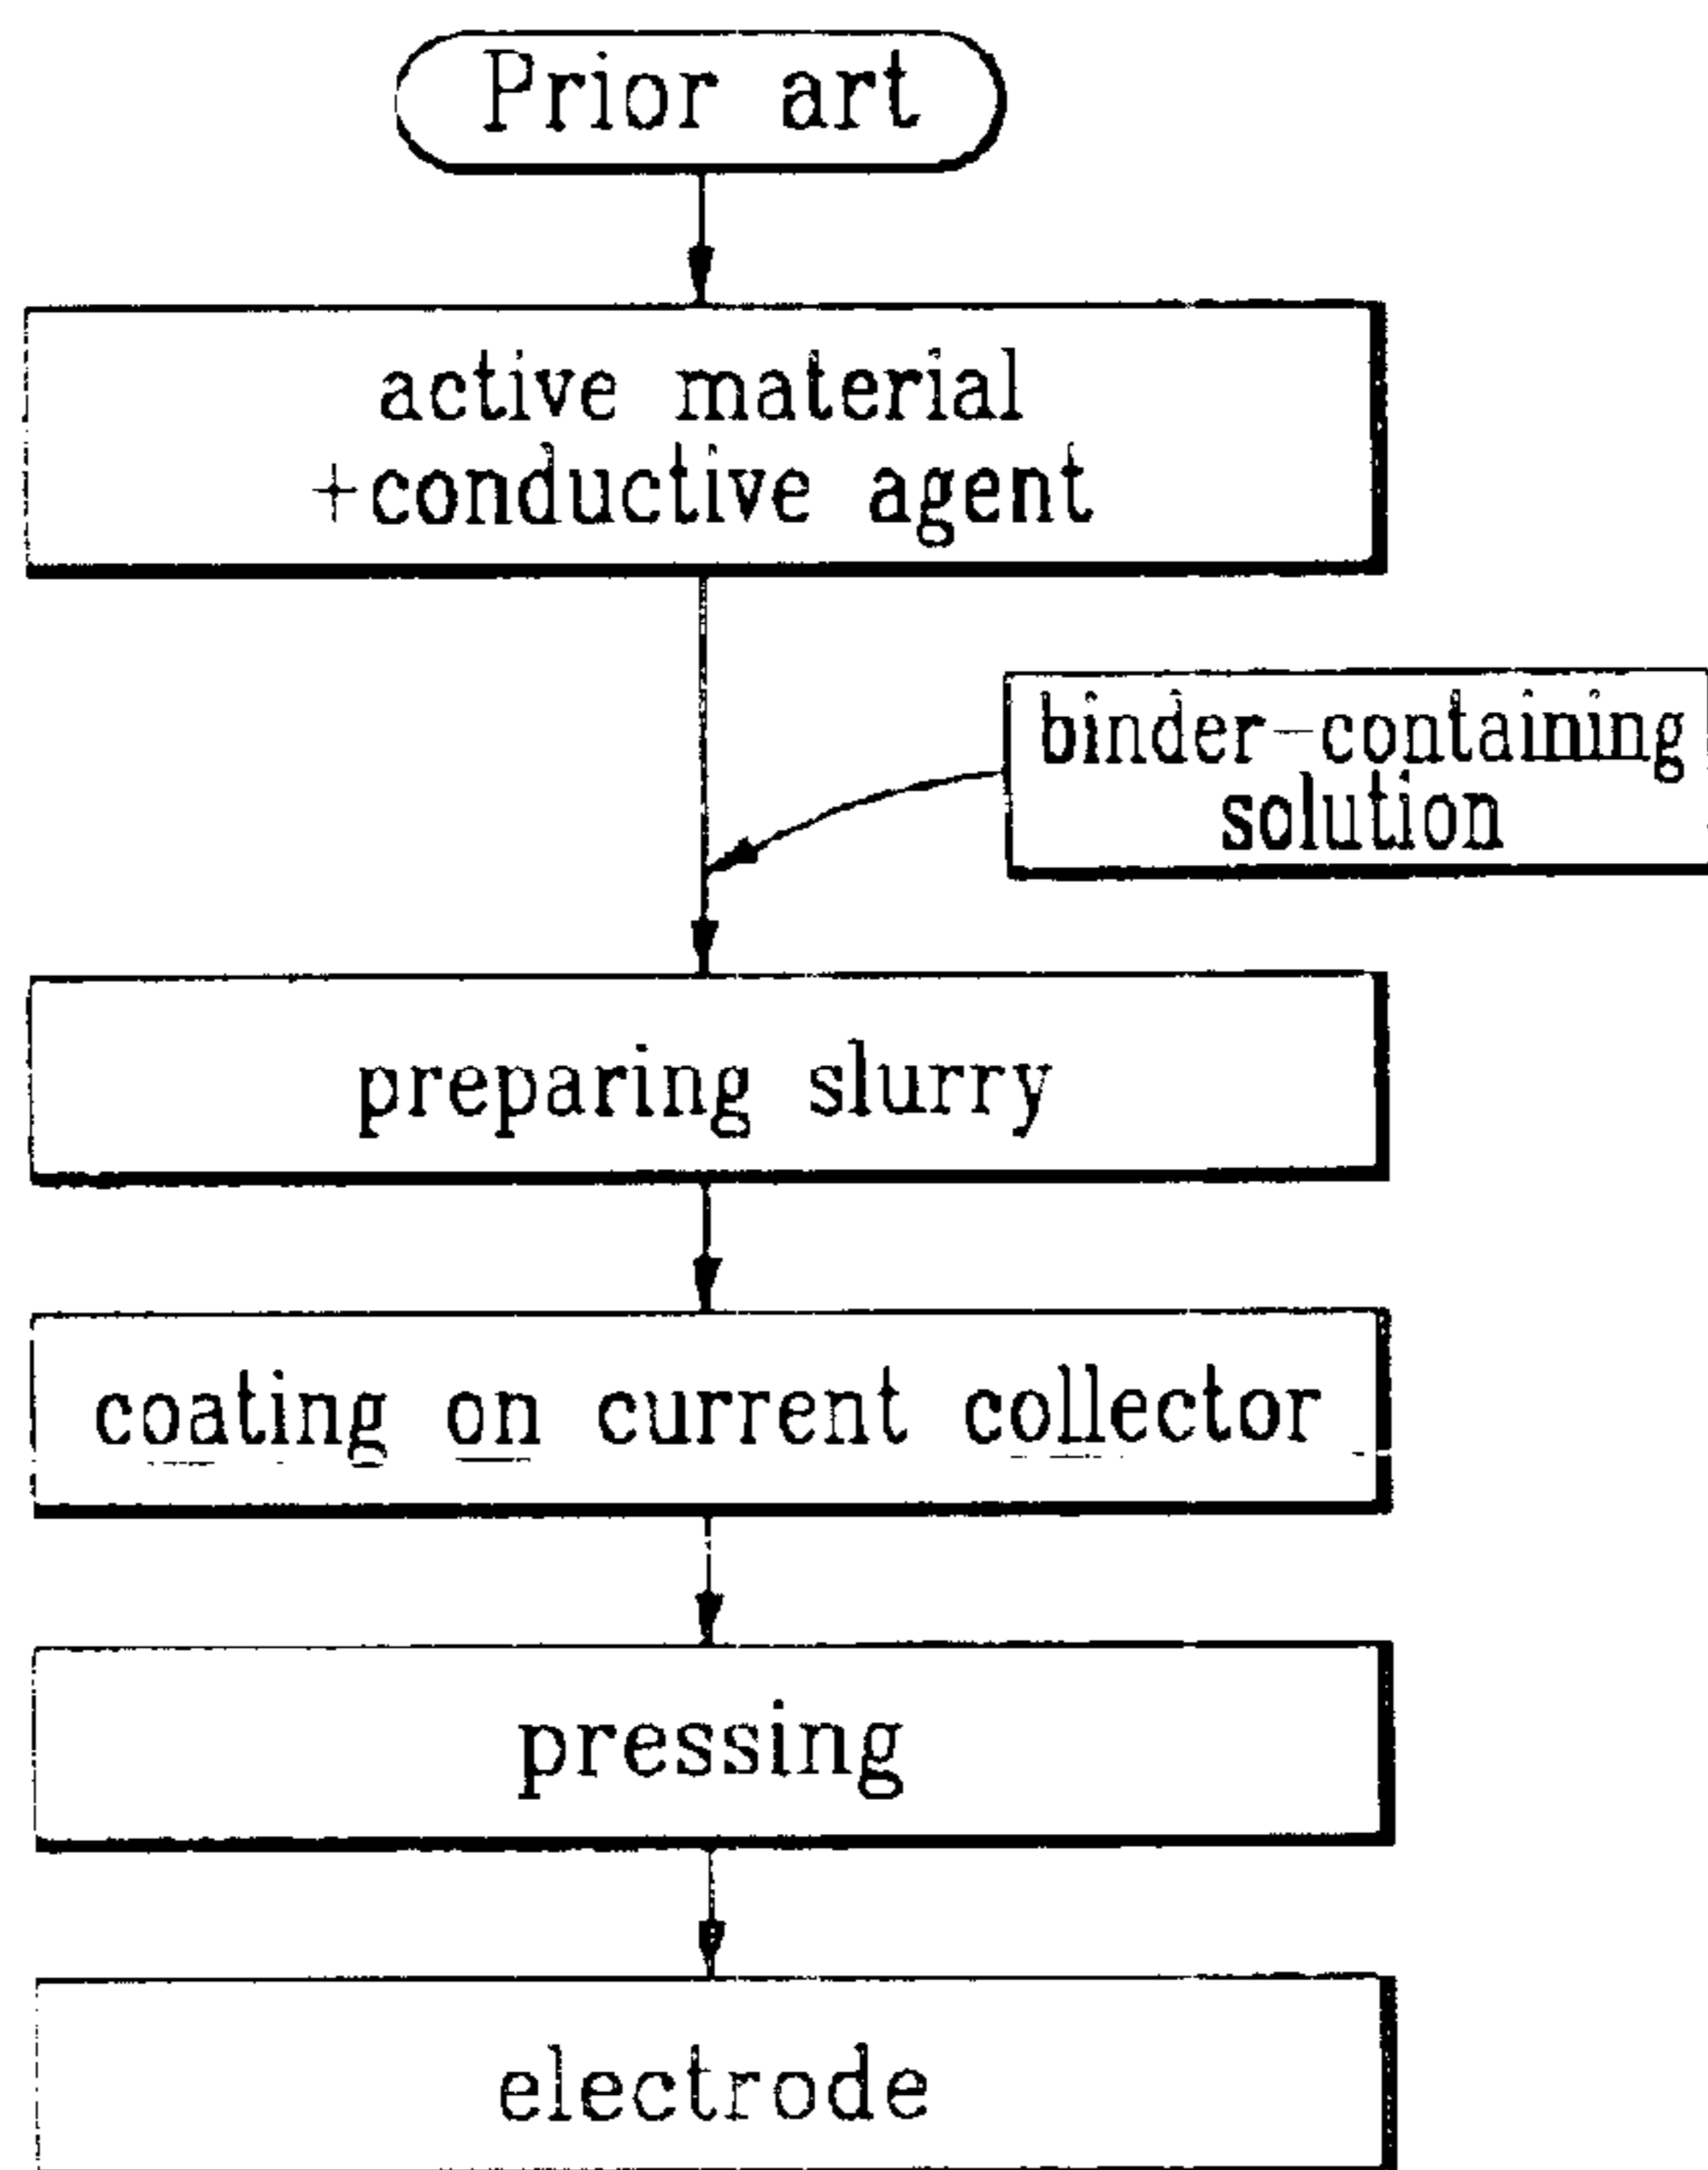 Prior art
active material
+conductive agent
binder-containing
solution
preparing slurry
coating on current collector
pressing
electrode